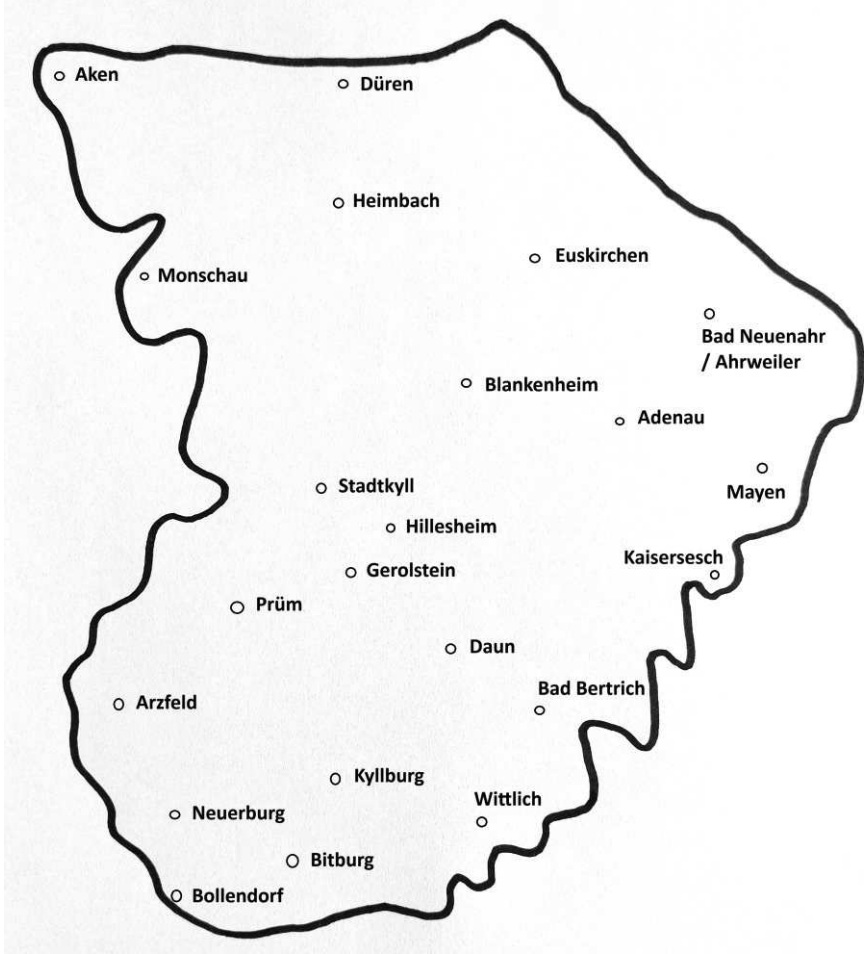 Aken
Düren
Heimbach
Euskirchen
Monschau
Bad Neuenahr
/ Ahrweiler
Blankenheim
Adenau
Stadtkyll
Mayen
Hillesheim
Kaisersesch
Gerolstein
Prüm
Daun
Bad Bertrich
Arzfeld
Kyllburg
Wittlich
Neuerburg
Bitburg
Bollendorf